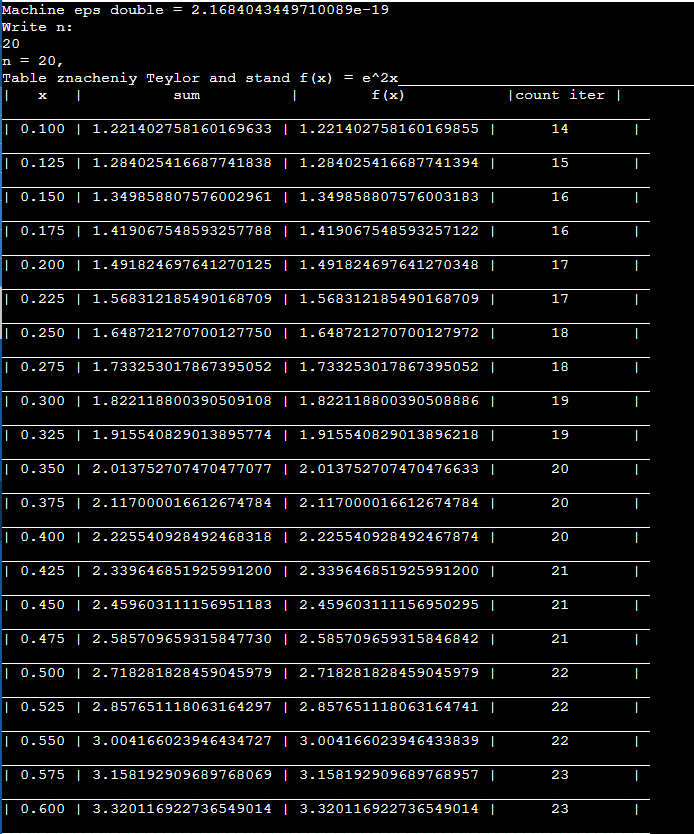 Machine eps double = 2.1684043449710089e-19
Write n:
20
n = 20,
Table znacheniy Teylor and stand f(x) = e^2x______________________________
| x | sum | f(x) |count iter |
| 0.100 | 1.221402758160169633 | 1.221402758160169855 | 14 |
| 0.125 | 1.284025416687741838 | 1.284025416687741394 | 15 |
| 0.150 | 1.349858807576002961 | 1.349858807576003183 | 16 |
| 0.175 | 1.419067548593257788 | 1.419067548593257122 | 16 |
| 0.200 | 1.491824697641270125 | 1.491824697641270348 | 17 |
| 0.225 | 1.568312185490168709 | 1.568312185490168709 | 17 |
| 0.250 | 1.648721270700127750 | 1.648721270700127972 | 18 |
| 0.275 | 1.733253017867395052 | 1.733253017867395052 | 18 |
| 0.300 | 1.822118800390509108 | 1.822118800390508886 | 19 |
| 0.325 | 1.915540829013895774 | 1.915540829013896218 | 19 |
| 0.350 | 2.013752707470477077 | 2.013752707470476633 | 20 |
| 0.375 | 2.117000016612674784 | 2.117000016612674784 | 20 |
| 0.400 | 2.225540928492468318 | 2.225540928492467874 | 20 |
| 0.425 | 2.339646851925991200 | 2.339646851925991200 | 21 |
| 0.450 | 2.459603111156951183 | 2.459603111156950295 | 21 |
| 0.475 | 2.585709659315847730 | 2.585709659315846842 | 21 |
| 0.500 | 2.718281828459045979 | 2.718281828459045979 | 22 |
| 0.525 | 2.857651118063164297 | 2.857651118063164741 | 22 |
| 0.550 | 3.004166023946434727 | 3.004166023946433839 | 22 |
| 0.575 | 3.158192909689768069 | 3.158192909689768957 | 23 |
| 0.600 | 3.320116922736549014 | 3.320116922736549014 | 23 |